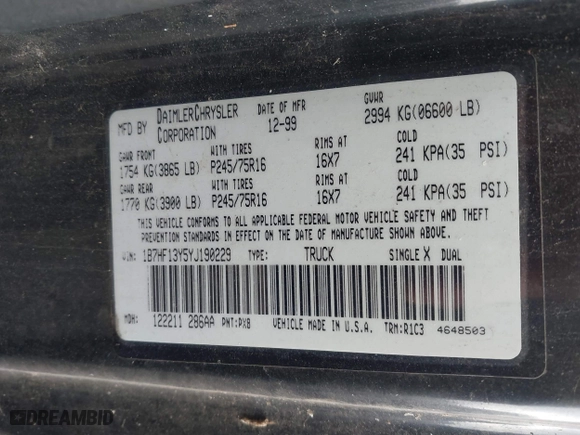 MFD BY DAIMLERCHRYSLER CORPORATION DATE OF MFR 12-99 GVWR 2994 KG(06600 LB)
GAWR FRONT WITH TIRES RIMS AT COLD
1754 KG(3865 LB) P245/75R16 16X7 241 KPA(35 PSI)
GAWR REAR WITH TIRES RIMS AT COLD
1770 KG(3900 LB) P245/75R16 16X7 241 KPA(35 PSI)
THIS VEHICLE CONFORMS TO ALL APPLICABLE FEDERAL MOTOR VEHICLE SAFETY AND THEFT
PREVENTION STANDARDS IN EFFECT ON THE DATE OF MANUFACTURE SHOWN ABOVE.
VIN: 1B7HF13Y5YJ190229 TYPE: TRUCK SINGLE X DUAL
MDH: 122211 286AA PNT:PX8 VEHICLE MADE IN U.S.A. TRM:R1C3 4648503
DREAMBID